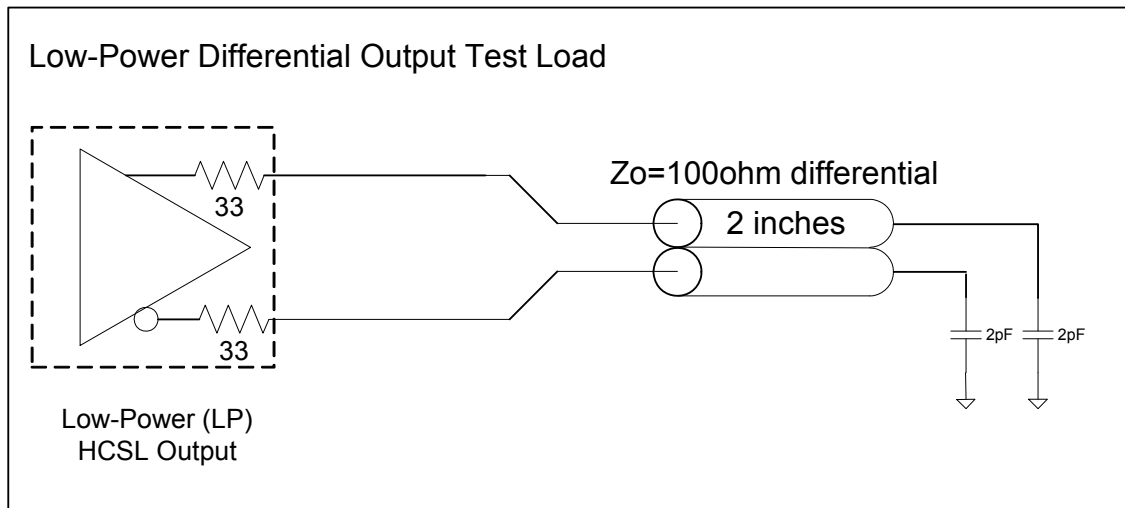 Low-Power Differential Output Test Load
33
Zo=100ohm differential
2 inches
33
2pF
2pF
Low-Power (LP)
HCSL Output